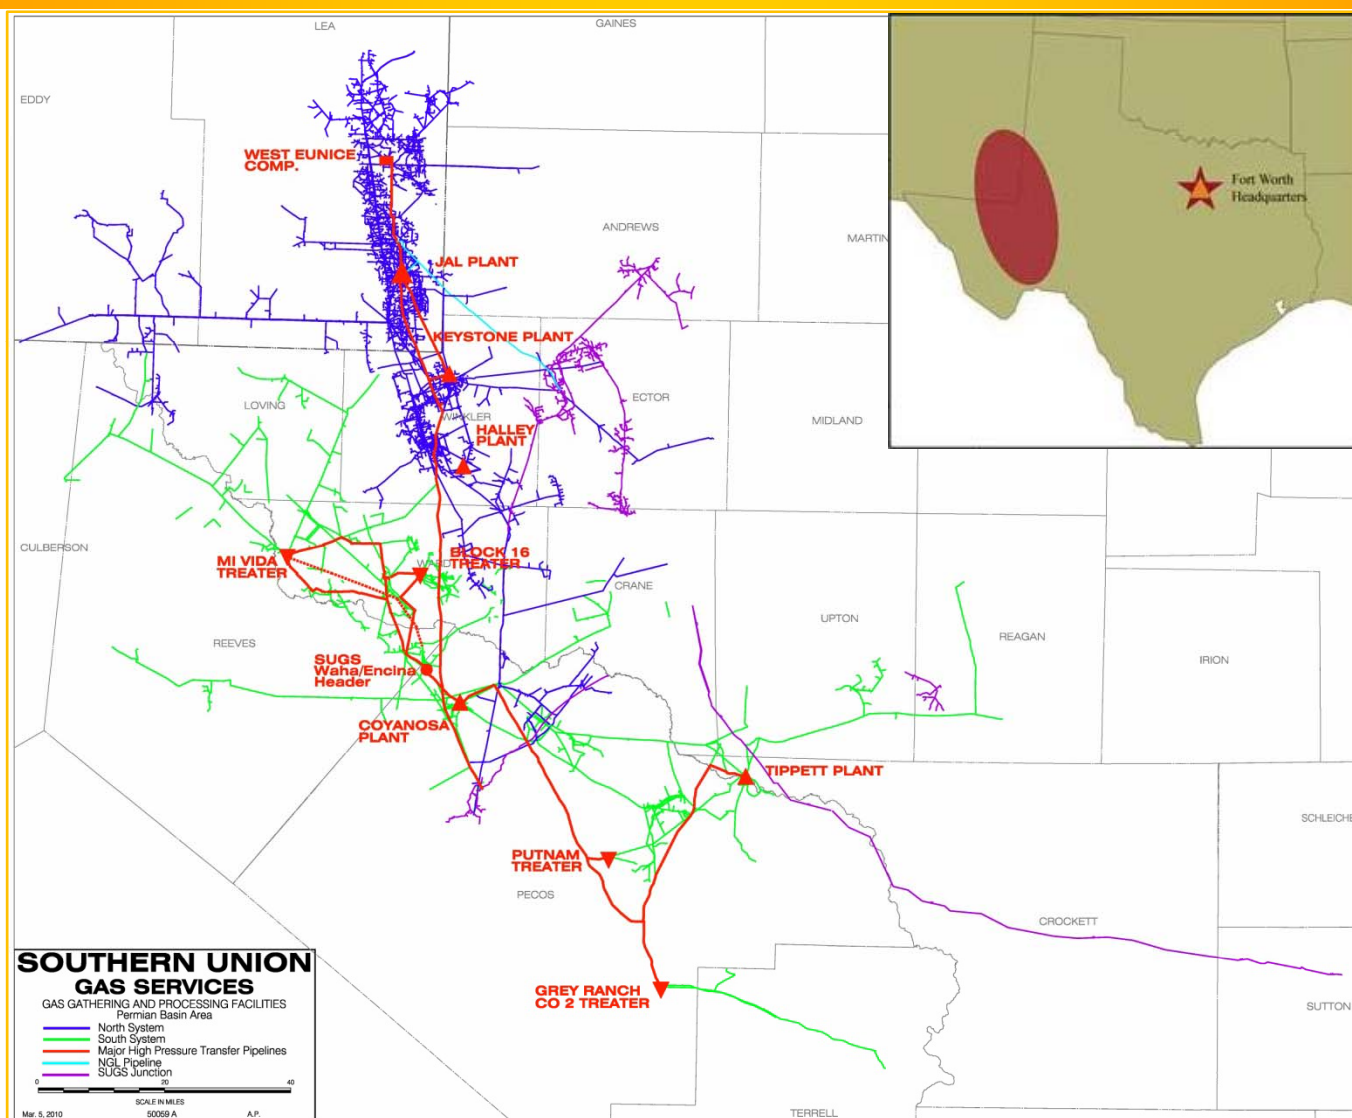 LEA
GAINES
EDDY
WEST EUNICE
COMP.
Fort Worth
Headquarters
ANDREWS
MARTIN
JAL PLANT
KEYSTONE PLANT
LOVING
ECTOR
WINKLER
MIDLAND
HALLEY
PLANT
CULBERSON
BLOCK 16
TREATER
WARD
MI VIDA
TREATER
CRANE
UPTON
REAGAN
REEVES
IRION
SUGS
Waha/Encina
Header
COYANOSA
PLANT
TIPPETT PLANT
SCHLEICHE
PUTNAM
TREATER
PECOS
CROCKETT
GREY RANCH
CO 2 TREATER
SUTTON
TERRELL
SOUTHERN UNION
GAS SERVICES
GAS GATHERING AND PROCESSING FACILITIES
Permian Basin Area
North System
South System
Major High Pressure Transfer Pipelines
NGL Pipeline
SUGS Junction
0 20 40
SCALE IN MILES
Mar. 5, 2010 50069 A A.P.